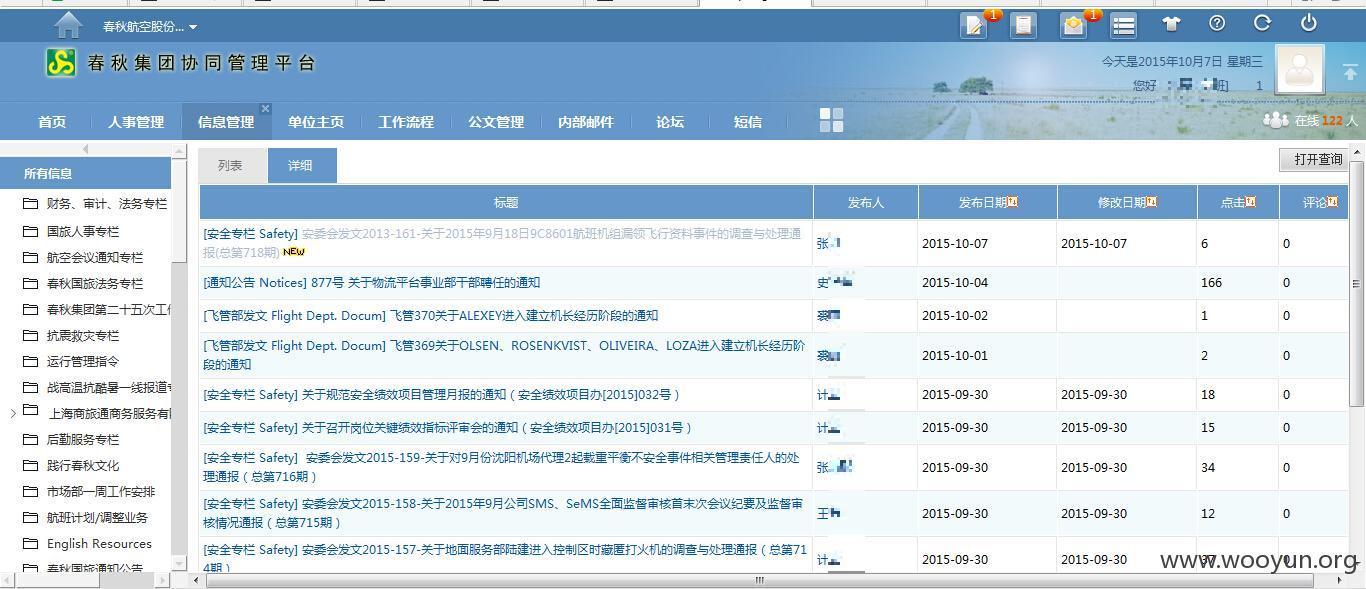 春秋航空股份...
1
1
春秋集团协同管理平台
今天是2015年10月7日 星期三
您好
班]
1
首页
人事管理
信息管理
单位主页
工作流程
公文管理
内部邮件
论坛
短信
在线 122 人
所有信息
财务、审计、法务专栏
国旅人事专栏
航空会议通知专栏
春秋国旅法务专栏
春秋集团第二十五次工
抗震救灾专栏
运行管理指令
战高温抗酷暑一线报道
上海商旅通商务服务有
后勤服务专栏
践行春秋文化
市场部一周工作安排
航班计划/调整业务
English Resources
春秋国旅通知公告
列表
详细
打开查询
标题
发布人
发布日期
修改日期
点击
评论
[安全专栏 Safety] 安委会发文2013-161-关于2015年9月18日9C8601航班机组漏领飞行资料事件的调查与处理通
报(总第718期) NEW
张
2015-10-07
2015-10-07
6
0
[通知公告 Notices] 877号 关于物流平台事业部干部聘任的通知
史
2015-10-04
166
0
[飞管部发文 Flight Dept. Docum] 飞管370关于ALEXEY进入建立机长经历阶段的通知
裘
2015-10-02
1
0
[飞管部发文 Flight Dept. Docum] 飞管369关于OLSEN、ROSENKVIST、OLIVEIRA、LOZA进入建立机长经历阶
段的通知
裘
2015-10-01
2
0
[安全专栏 Safety] 关于规范安全绩效项目管理月报的通知（安全绩效项目办[2015]032号）
计
2015-09-30
2015-09-30
18
0
[安全专栏 Safety] 关于召开岗位关键绩效指标评审会的通知（安全绩效项目办[2015]031号）
计
2015-09-30
2015-09-30
15
0
[安全专栏 Safety] 安委会发文2015-159-关于对9月份沈阳机场代理2起载重平衡不安全事件相关管理责任人的处
理通报（总第716期）
张
2015-09-30
2015-09-30
34
0
[安全专栏 Safety] 安委会发文2015-158-关于2015年9月公司SMS、SeMS全面监督审核首末次会议纪要及监督审
核情况通报（总第715期）
王
2015-09-30
2015-09-30
12
0
[安全专栏 Safety] 安委会发文2015-157-关于地面服务部陆建进入控制区时藏匿打火机的调查与处理通报（总第71
4期）
计
2015-09-30
2015-09-30
0
www.wooyun.org